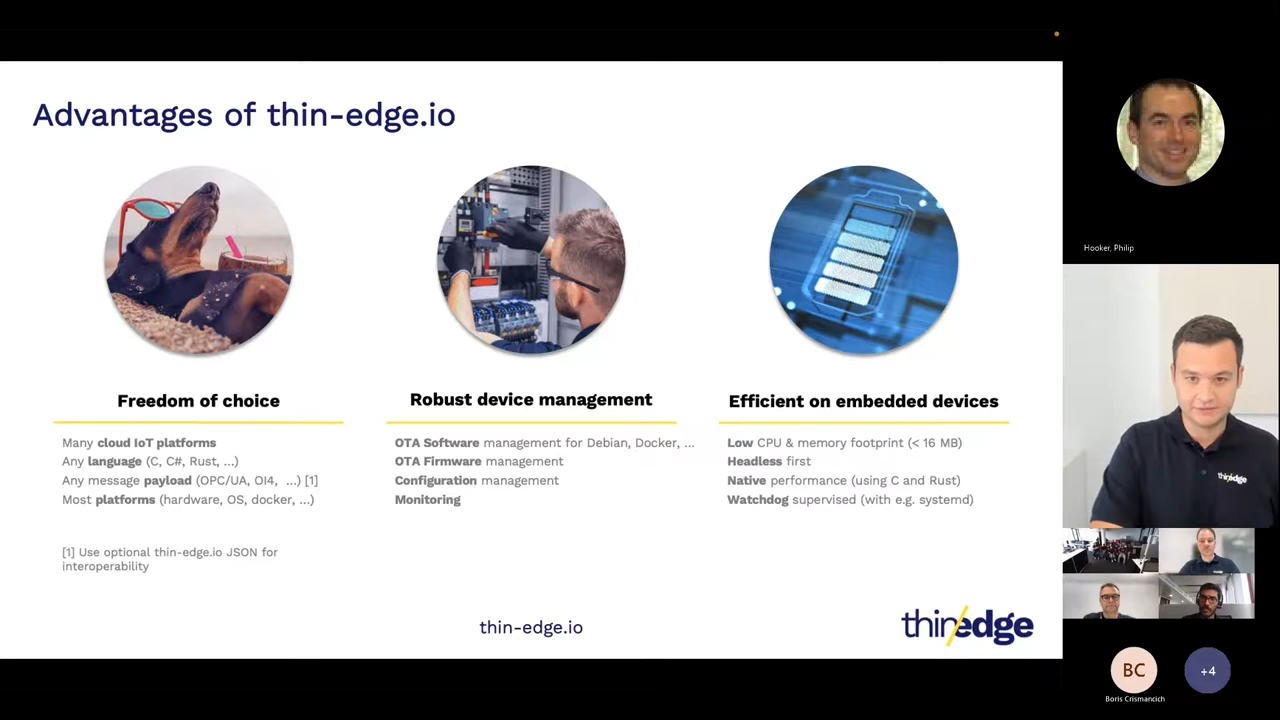 Advantages of thin-edge.io
Freedom of choice
Many cloud IoT platforms
Any language (C, C#, Rust, ...)
Any message payload (OPC/UA, OI4, ...) [1]
Most platforms (hardware, OS, docker, ...)
[1] Use optional thin-edge.io JSON for
interoperability
Robust device management
OTA Software management for Debian, Docker, ...
OTA Firmware management
Configuration management
Monitoring
Efficient on embedded devices
Low CPU & memory footprint (< 16 MB)
Headless first
Native performance (using C and Rust)
Watchdog supervised (with e.g. systemd)
thin-edge.io
thin/edge
Hooker, Philip
thin/edge
BC
+4
Boris Crismancich